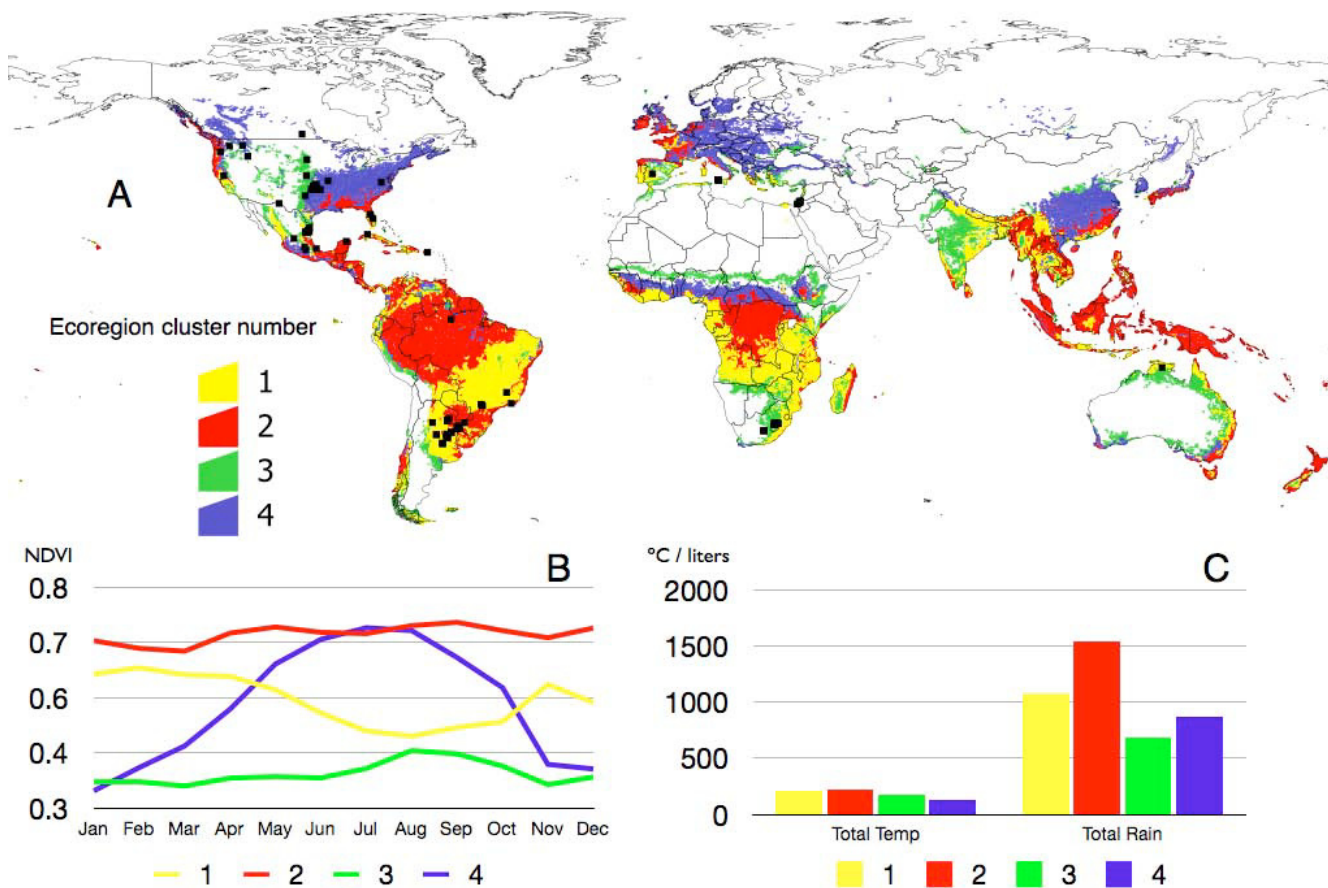 A
Ecoregion cluster number
1
2
3
4
NDVI
B
0.8
0.7
0.6
0.4
0.3
Jan Feb Mar Apr May Jun Jul Aug Sep Oct Nov Dec
1 2 3 4
°C / liters
C
2000
1500
1000
500
0
Total Temp Total Rain
1 2 3 4